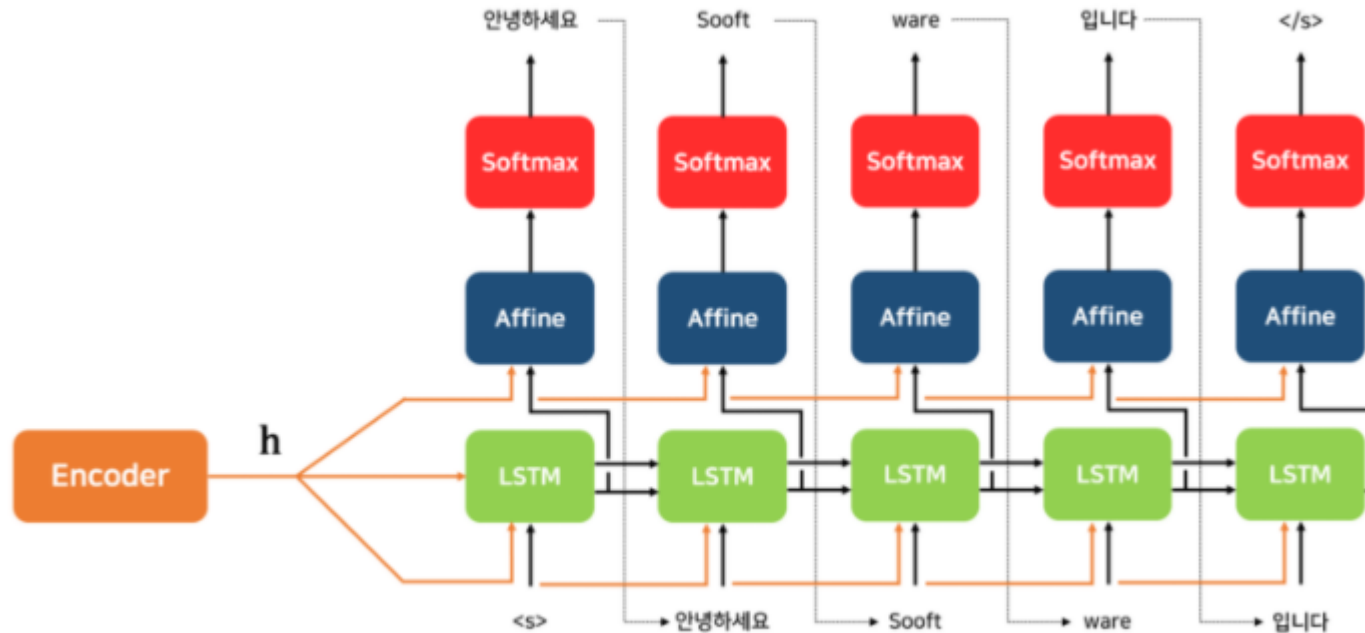 안녕하세요 Sooft ware 입니다 </s>
Softmax Softmax Softmax Softmax Softmax
Affine Affine Affine Affine Affine
h
Encoder LSTM LSTM LSTM LSTM LSTM
<s> 안녕하세요 Sooft ware 입니다